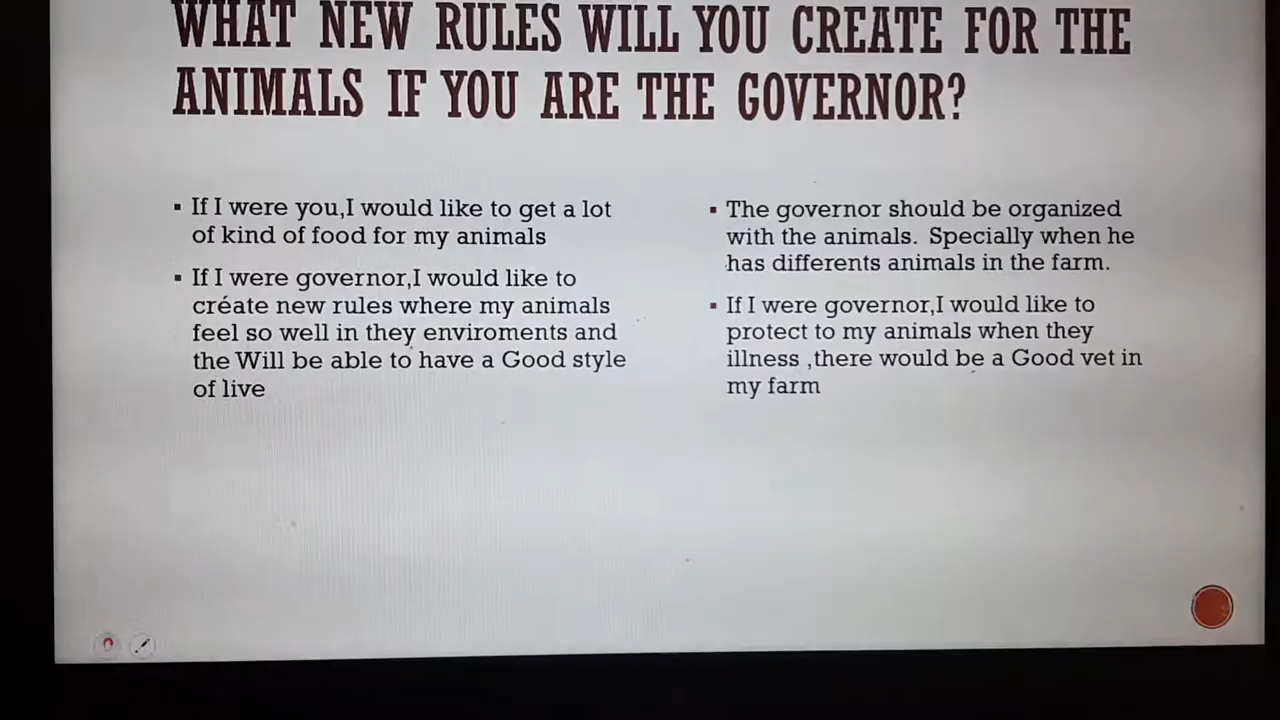 WHAT NEW RULES WILL YOU CREATE FOR THE
ANIMALS IF YOU ARE THE GOVERNOR?
▪ If I were you,I would like to get a lot
of kind of food for my animals
▪ If I were governor,I would like to
créate new rules where my animals
feel so well in they enviroments and
the Will be able to have a Good style
of live
▪ The governor should be organized
with the animals. Specially when he
has differents animals in the farm.
▪ If I were governor,I would like to
protect to my animals when they
illness ,there would be a Good vet in
my farm